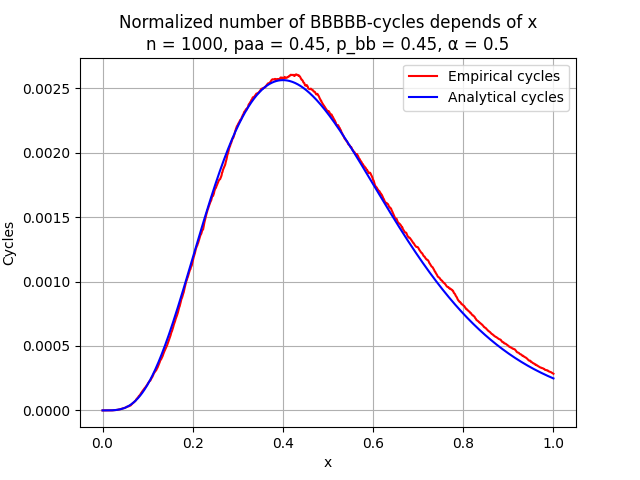 Normalized number of BBBBB-cycles depends of x
n = 1000, paa = 0.45, p_bb = 0.45, α = 0.5
Empirical cycles
Analytical cycles
0.0025
0.0020
0.0015
0.0010
0.0005
0.0000
Cycles
0.0 0.2 0.4 0.6 0.8 1.0
x